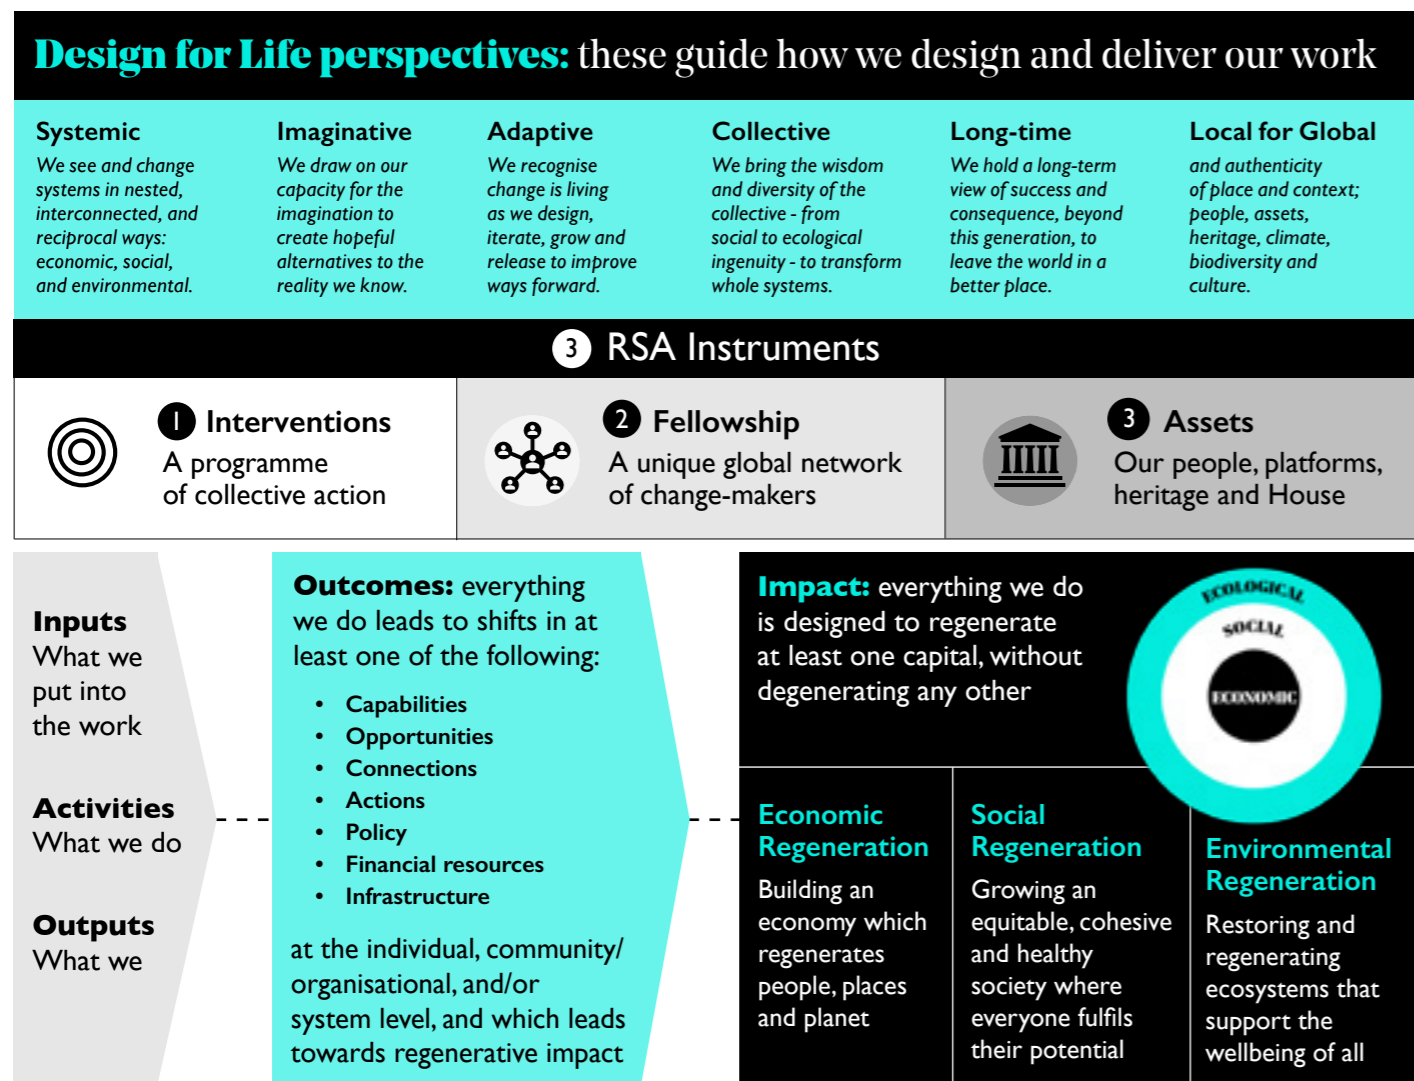 Design for Life perspectives: these guide how we design and deliver our work
Systemic
We see and change
systems in nested,
interconnected, and
reciprocal ways:
economic, social,
and environmental.
Imaginative
We draw on our
capacity for the
imagination to
create hopeful
alternatives to the
reality we know.
Adaptive
We recognise
change is living
as we design,
iterate, grow and
release to improve
ways forward.
Collective
We bring the wisdom
and diversity of the
collective - from
social to ecological
ingenuity - to transform
whole systems.
Long-time
We hold a long-term
view of success and
consequence, beyond
this generation, to
leave the world in a
better place.
Local for Global
and authenticity
of place and context;
people, assets,
heritage, climate,
biodiversity and
culture.
3 RSA Instruments
1 Interventions
A programme
of collective action
2 Fellowship
A unique global network
of change-makers
3 Assets
Our people, platforms,
heritage and House
Inputs
What we
put into
the work
Activities
What we do
Outputs
What we
Outcomes: everything
we do leads to shifts in at
least one of the following:
• Capabilities
• Opportunities
• Connections
• Actions
• Policy
• Financial resources
• Infrastructure
at the individual, community/
organisational, and/or
system level, and which leads
towards regenerative impact
Impact: everything we do
is designed to regenerate
at least one capital, without
degenerating any other
ECOLOGICAL
SOCIAL
ECONOMIC
Economic
Regeneration
Building an
economy which
regenerates
people, places
and planet
Social
Regeneration
Growing an
equitable, cohesive
and healthy
society where
everyone fulfils
their potential
Environmental
Regeneration
Restoring and
regenerating
ecosystems that
support the
wellbeing of all